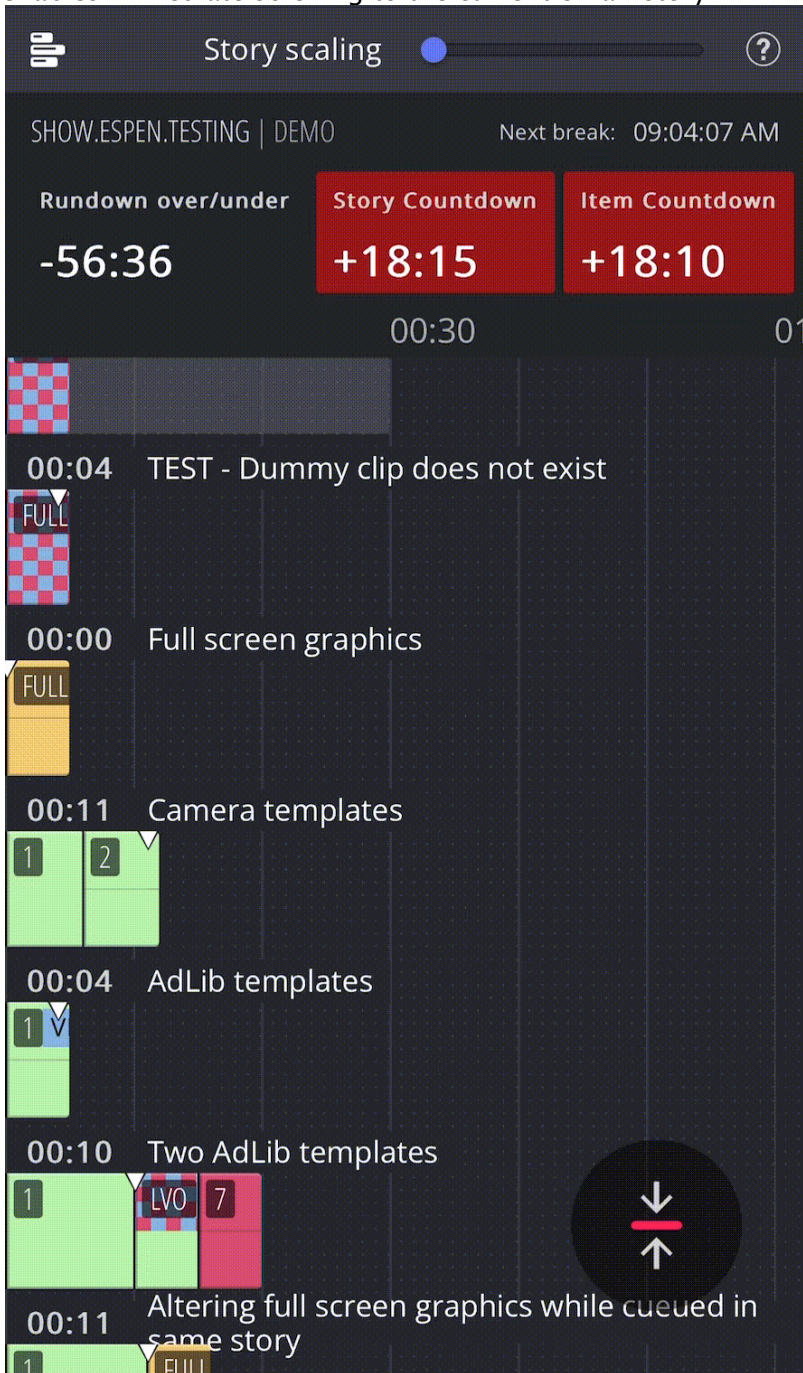 Story scaling ?
SHOW.ESPEN.TESTING | DEMO Next break: 09:04:07 AM
Rundown over/under Story Countdown Item Countdown
-56:36 +18:15 +18:10
00:30 01
00:04 TEST - Dummy clip does not exist
FULL
00:00 Full screen graphics
FULL
00:11 Camera templates
1 2
00:04 AdLib templates
1 V
00:10 Two AdLib templates
1 LVO 7
00:11 Altering full screen graphics while cueued in
same story
1 FULL